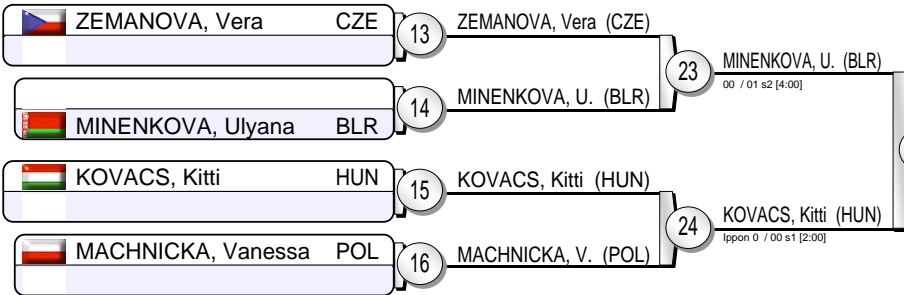 ZEMANOVA, Vera CZE
13
ZEMANOVA, Vera (CZE)
14
MINENKOVA, Ulyana BLR
MINENKOVA, U. (BLR)
23
MINENKOVA, U. (BLR)
00 / 01 s2 [4:00]
KOVACS, Kitti HUN
15
KOVACS, Kitti (HUN)
MACHNICKA, Vanessa POL
16
MACHNICKA, V. (POL)
24
KOVACS, Kitti (HUN)
Ippon 0 / 00 s1 [2:00]